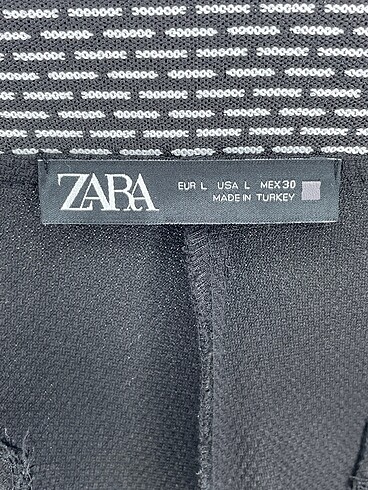 ZARA
EUR L USA L MEX 30
MADE IN TURKEY